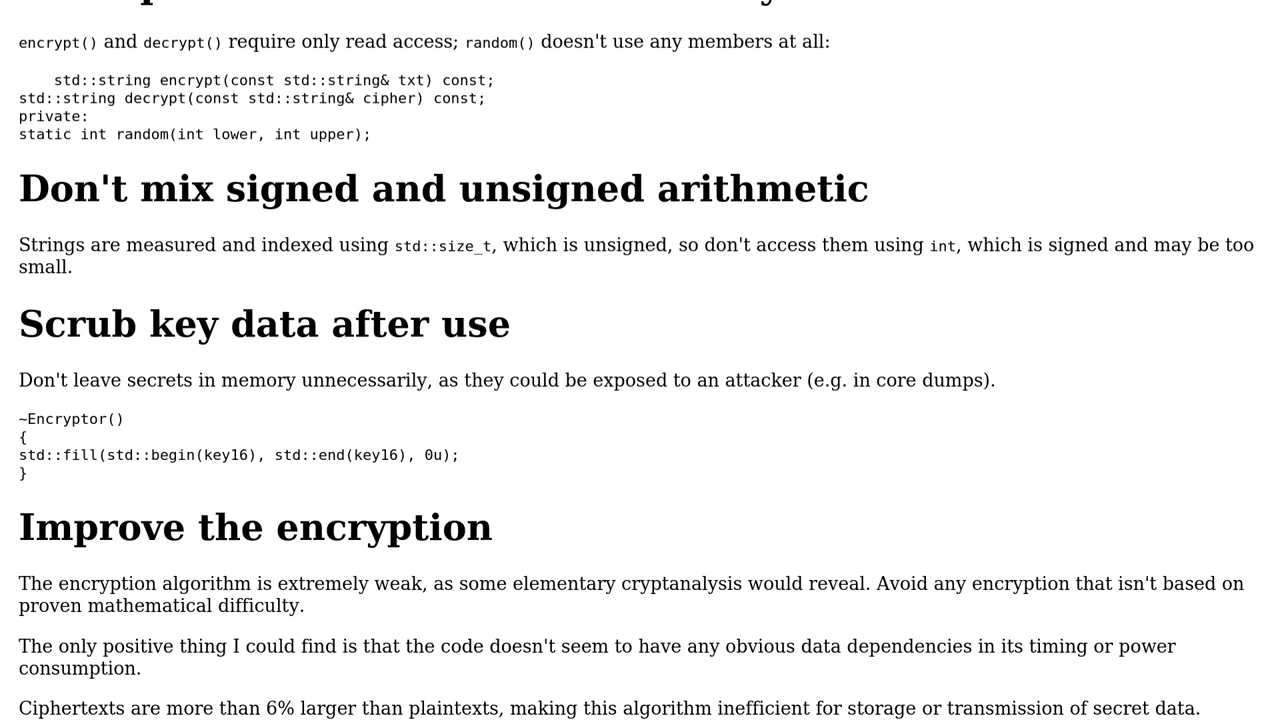 encrypt() and decrypt() require only read access; random() doesn't use any members at all:
std::string encrypt(const std::string& txt) const;
std::string decrypt(const std::string& cipher) const;
private:
static int random(int lower, int upper);
Don't mix signed and unsigned arithmetic
Strings are measured and indexed using std::size_t, which is unsigned, so don't access them using int, which is signed and may be too
small.
Scrub key data after use
Don't leave secrets in memory unnecessarily, as they could be exposed to an attacker (e.g. in core dumps).
~Encryptor()
{
std::fill(std::begin(key16), std::end(key16), 0u);
}
Improve the encryption
The encryption algorithm is extremely weak, as some elementary cryptanalysis would reveal. Avoid any encryption that isn't based on
proven mathematical difficulty.
The only positive thing I could find is that the code doesn't seem to have any obvious data dependencies in its timing or power
consumption.
Ciphertexts are more than 6% larger than plaintexts, making this algorithm inefficient for storage or transmission of secret data.